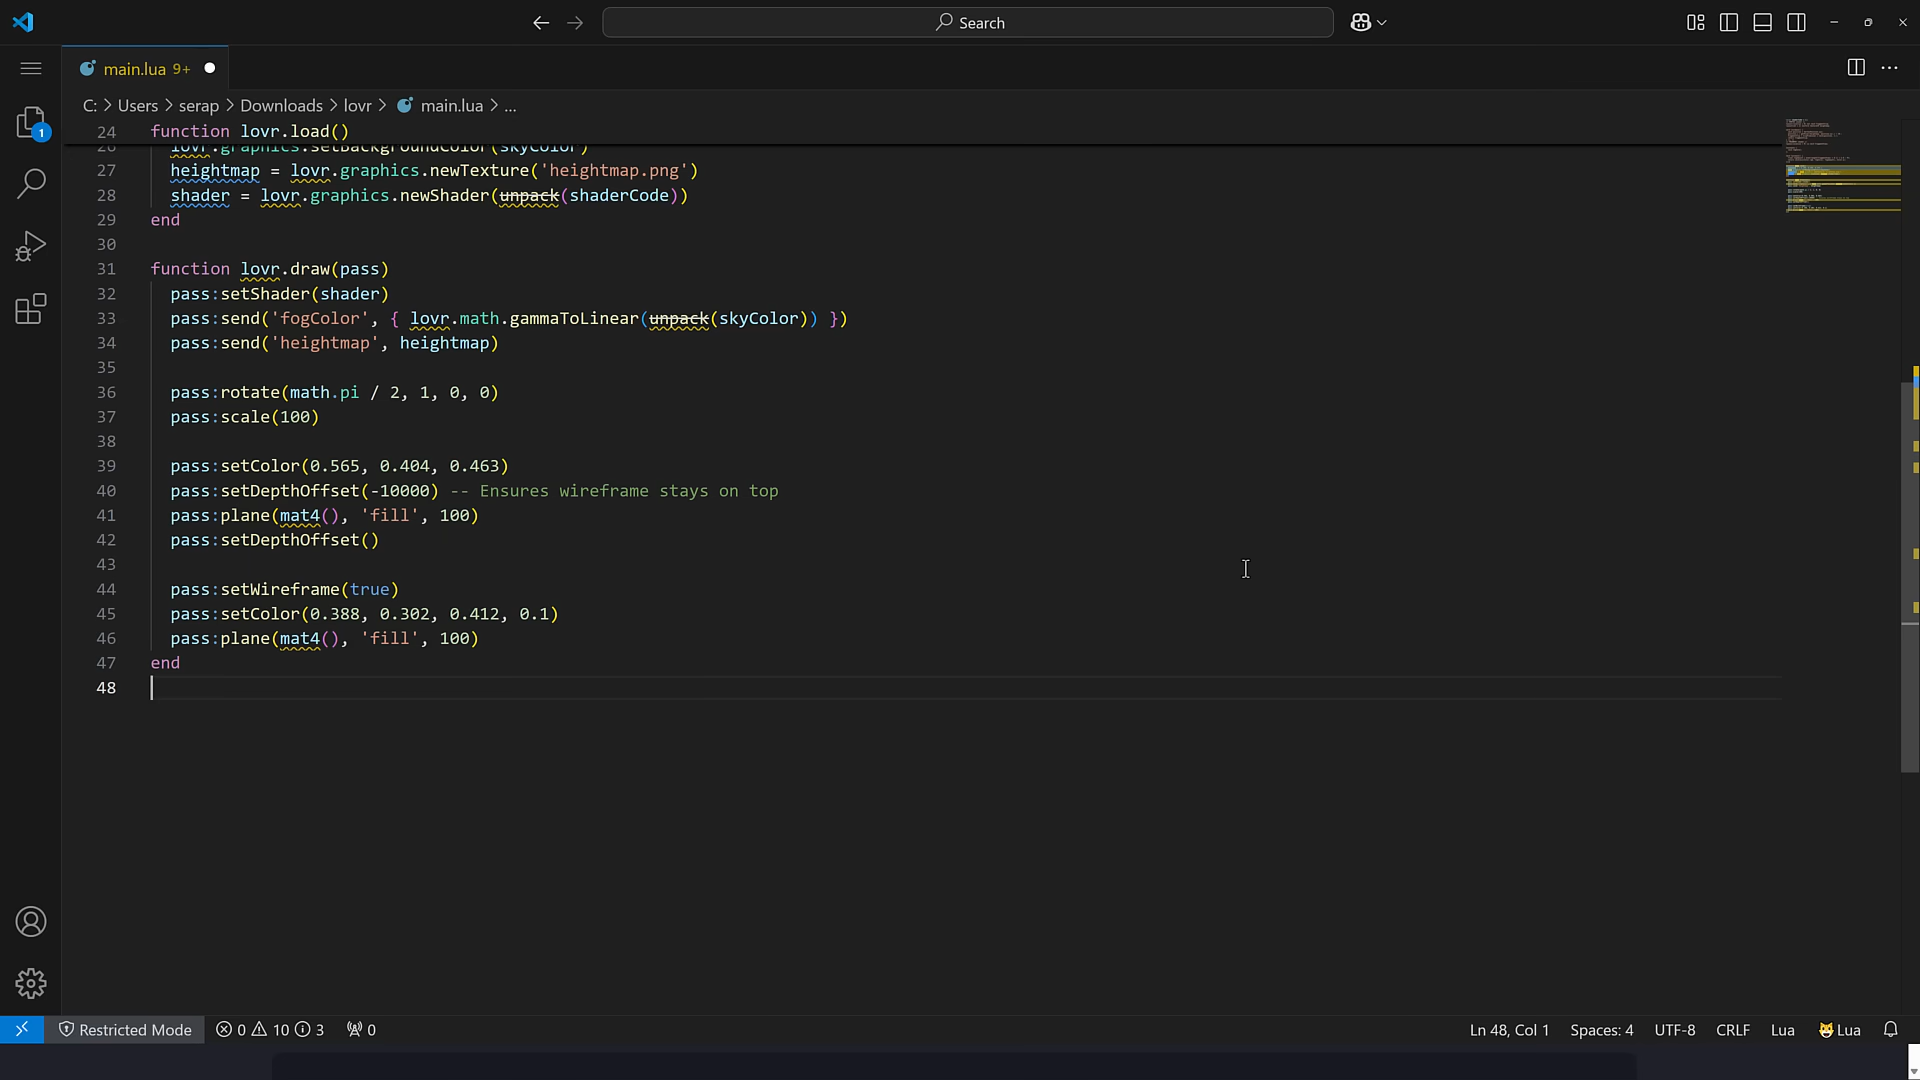 Search
main.lua 9+
C: > Users > serap > Downloads > lovr > main.lua > ...
1
24 function lovr.load()
26 lovr.graphics.setBackgroundColor(skyColor)
27 heightmap = lovr.graphics.newTexture('heightmap.png')
28 shader = lovr.graphics.newShader(unpack(shaderCode))
29 end
30
31 function lovr.draw(pass)
32 pass:setShader(shader)
33 pass:send('fogColor', { lovr.math.gammaToLinear(unpack(skyColor)) })
34 pass:send('heightmap', heightmap)
35
36 pass:rotate(math.pi / 2, 1, 0, 0)
37 pass:scale(100)
38
39 pass:setColor(0.565, 0.404, 0.463)
40 pass:setDepthOffset(-10000) -- Ensures wireframe stays on top
41 pass:plane(mat4(), 'fill', 100)
42 pass:setDepthOffset()
43
44 pass:setWireframe(true)
45 pass:setColor(0.388, 0.302, 0.412, 0.1)
46 pass:plane(mat4(), 'fill', 100)
47 end
48
Restricted Mode 0 10 3 0 Ln 48, Col 1 Spaces: 4 UTF-8 CRLF Lua Lua